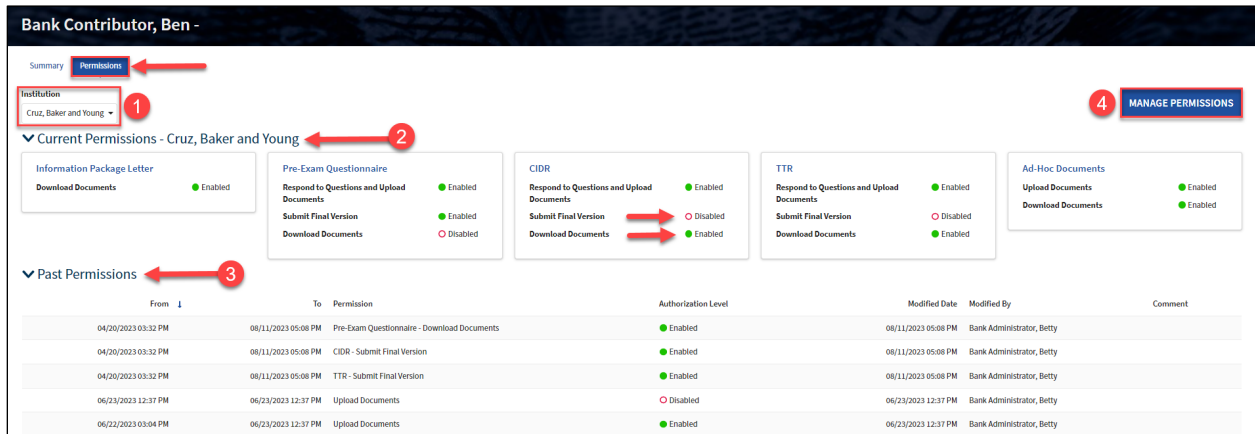 Bank Contributor, Ben -
Summary Permissions
Institution
Cruz, Baker and Young
1
4
MANAGE PERMISSIONS
Current Permissions - Cruz, Baker and Young
2
Information Package Letter
Download Documents Enabled
Pre-Exam Questionnaire
Respond to Questions and Upload Enabled
Documents
Submit Final Version Enabled
Download Documents Disabled
CIDR
Respond to Questions and Upload Enabled
Documents
Submit Final Version Disabled
Download Documents Enabled
TTR
Respond to Questions and Upload Enabled
Documents
Submit Final Version Disabled
Download Documents Enabled
Ad-Hoc Documents
Upload Documents Enabled
Download Documents Enabled
Past Permissions
3
From ↓ To Permission Authorization Level Modified Date Modified By Comment
04/20/2023 03:32 PM 08/11/2023 05:08 PM Pre-Exam Questionnaire - Download Documents Enabled 08/11/2023 05:08 PM Bank Administrator, Betty
04/20/2023 03:32 PM 08/11/2023 05:08 PM CIDR - Submit Final Version Enabled 08/11/2023 05:08 PM Bank Administrator, Betty
04/20/2023 03:32 PM 08/11/2023 05:08 PM TTR - Submit Final Version Enabled 08/11/2023 05:08 PM Bank Administrator, Betty
06/23/2023 12:37 PM 06/23/2023 12:37 PM Upload Documents Disabled 06/23/2023 12:37 PM Bank Administrator, Betty
06/22/2023 03:04 PM 06/23/2023 12:37 PM Upload Documents Enabled 06/23/2023 12:37 PM Bank Administrator, Betty